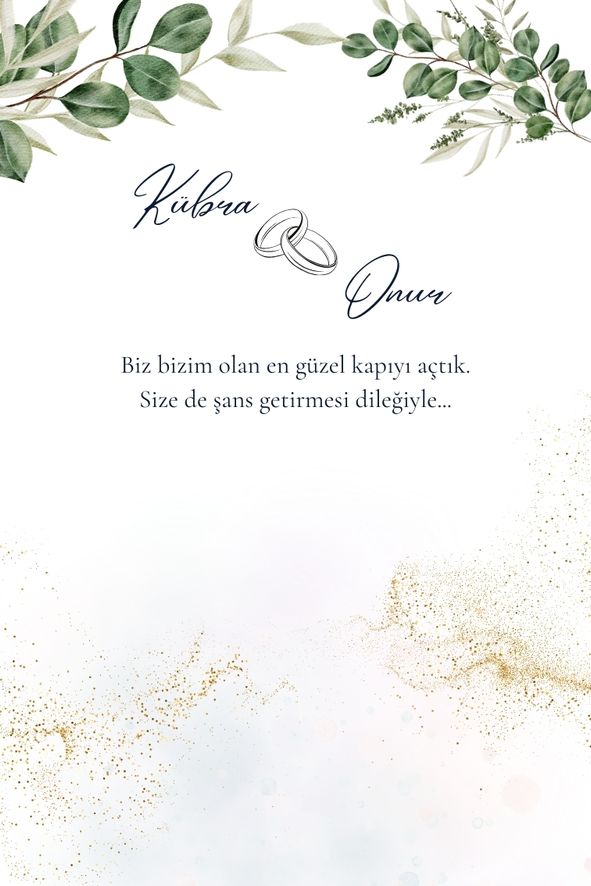 Kübra
Onur
Biz bizim olan en güzel kapıyı açtık.
Size de şans getirmesi dileğiyle...